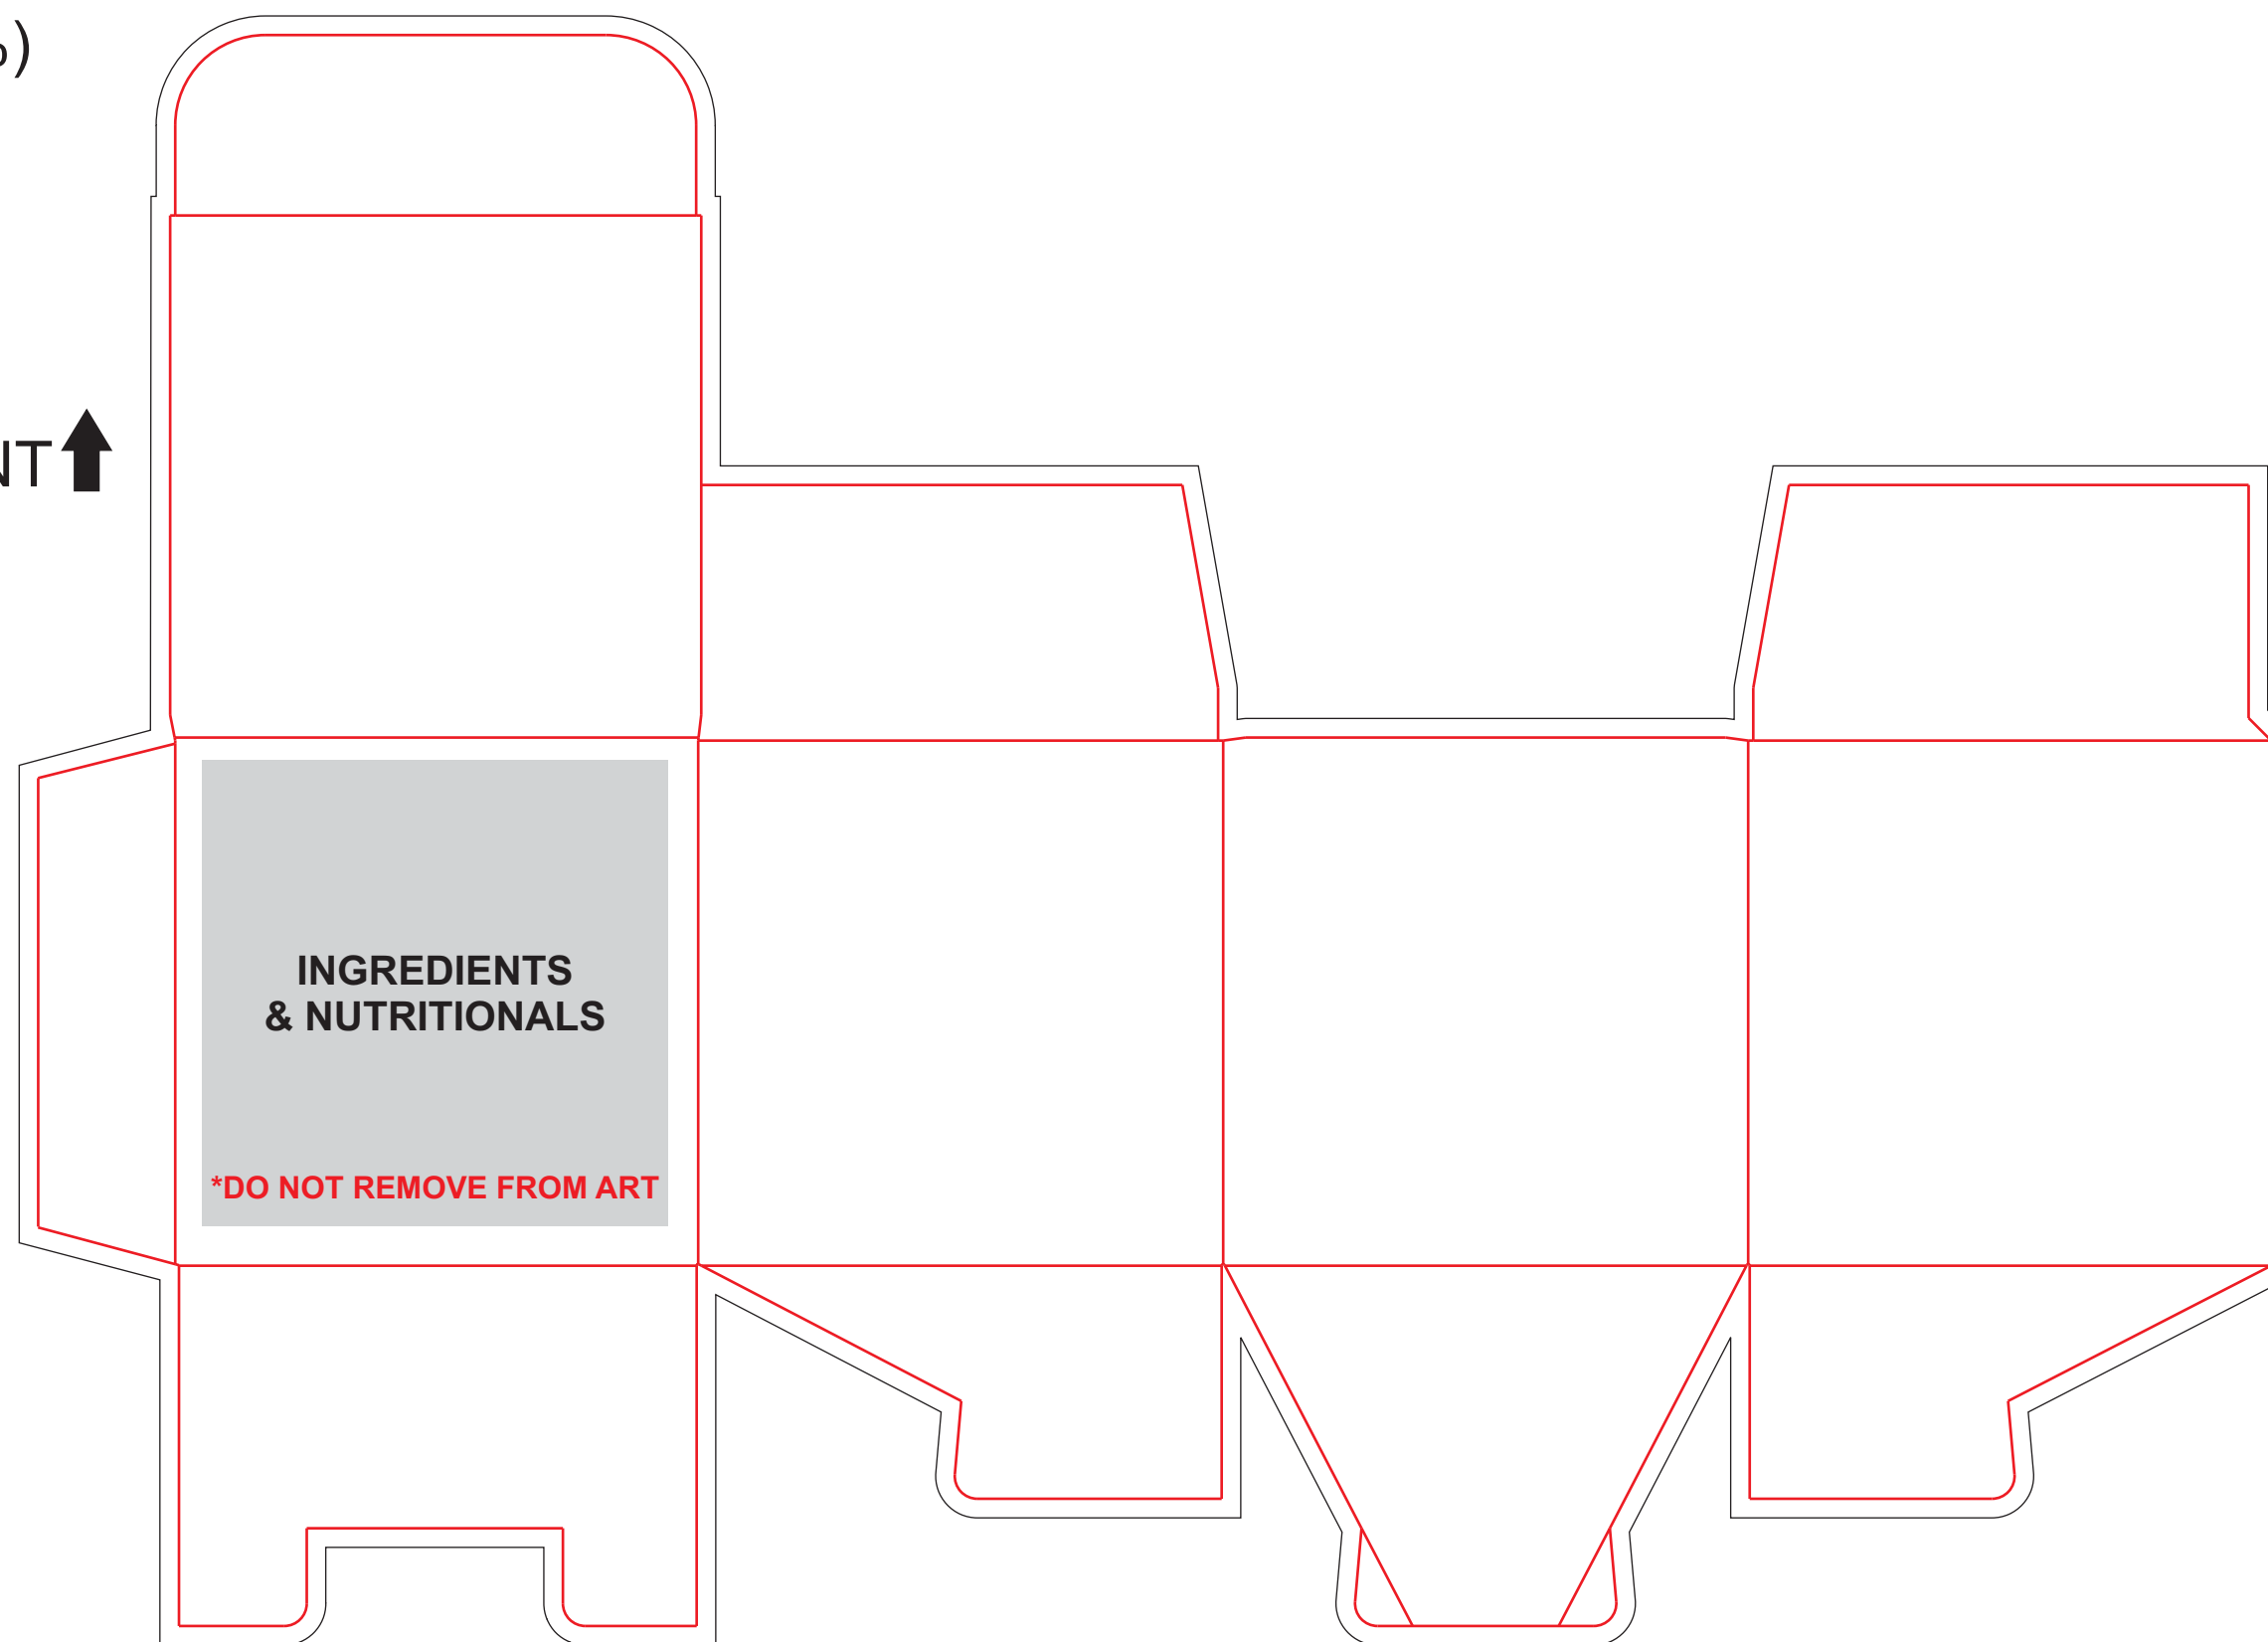 INGREDIENTS
& NUTRITIONALS
*DO NOT REMOVE FROM ART